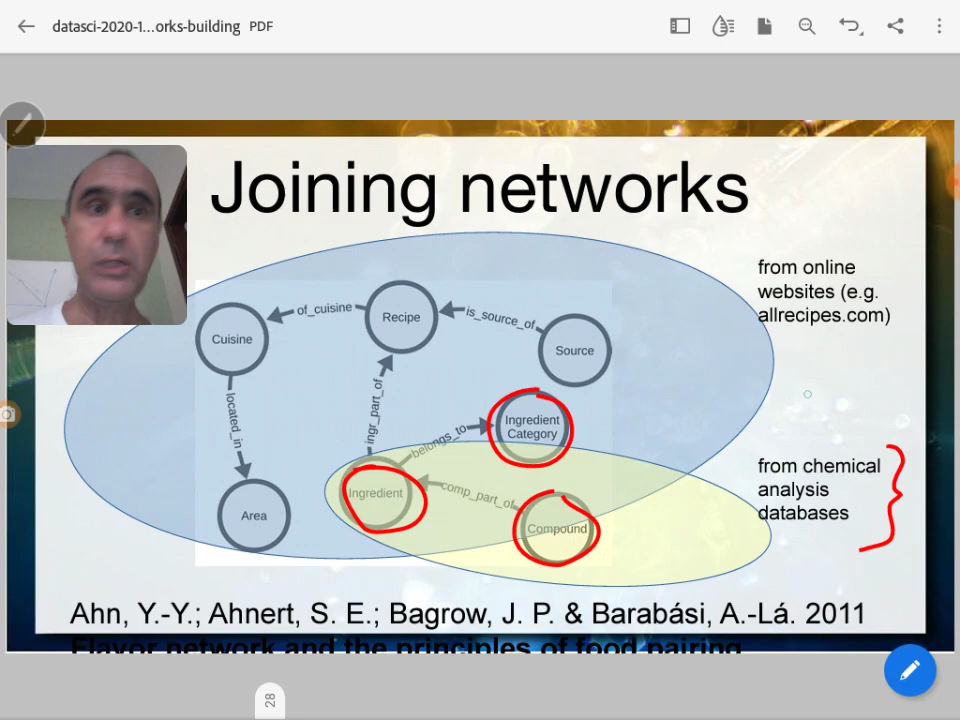 datasci-2020-1...orks-building PDF
Joining networks
from online
websites (e.g.
allrecipes.com)
of_cuisine
Recipe
is_source_of
Cuisine
Source
located_in
ingr_part_of
Ingredient
Category
belongs_to
from chemical
analysis
databases
Ingredient
comp_part_of
Area
Compound
Ahn, Y.-Y.; Ahnert, S. E.; Bagrow, J. P. & Barabási, A.-Lá. 2011
Flavor network and the principles of food pairing
28